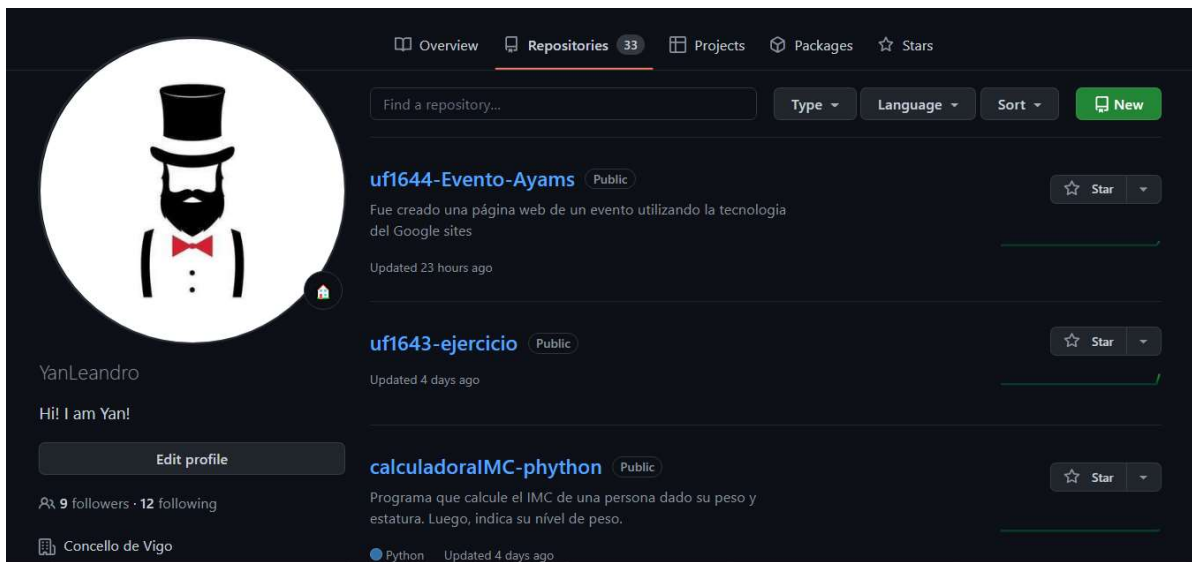 Overview Repositories 33 Projects Packages Stars
Find a repository...
Type Language Sort New
uf1644-Evento-Ayams Public
Star
Fue creado una página web de un evento utilizando la tecnologia
del Google sites
Updated 23 hours ago
uf1643-ejercicio Public
Star
Updated 4 days ago
calculadoraIMC-phython Public
Star
Programa que calcule el IMC de una persona dado su peso y
estatura. Luego, indica su nível de peso.
Python Updated 4 days ago
YanLeandro
Hi! I am Yan!
Edit profile
9 followers · 12 following
Concello de Vigo